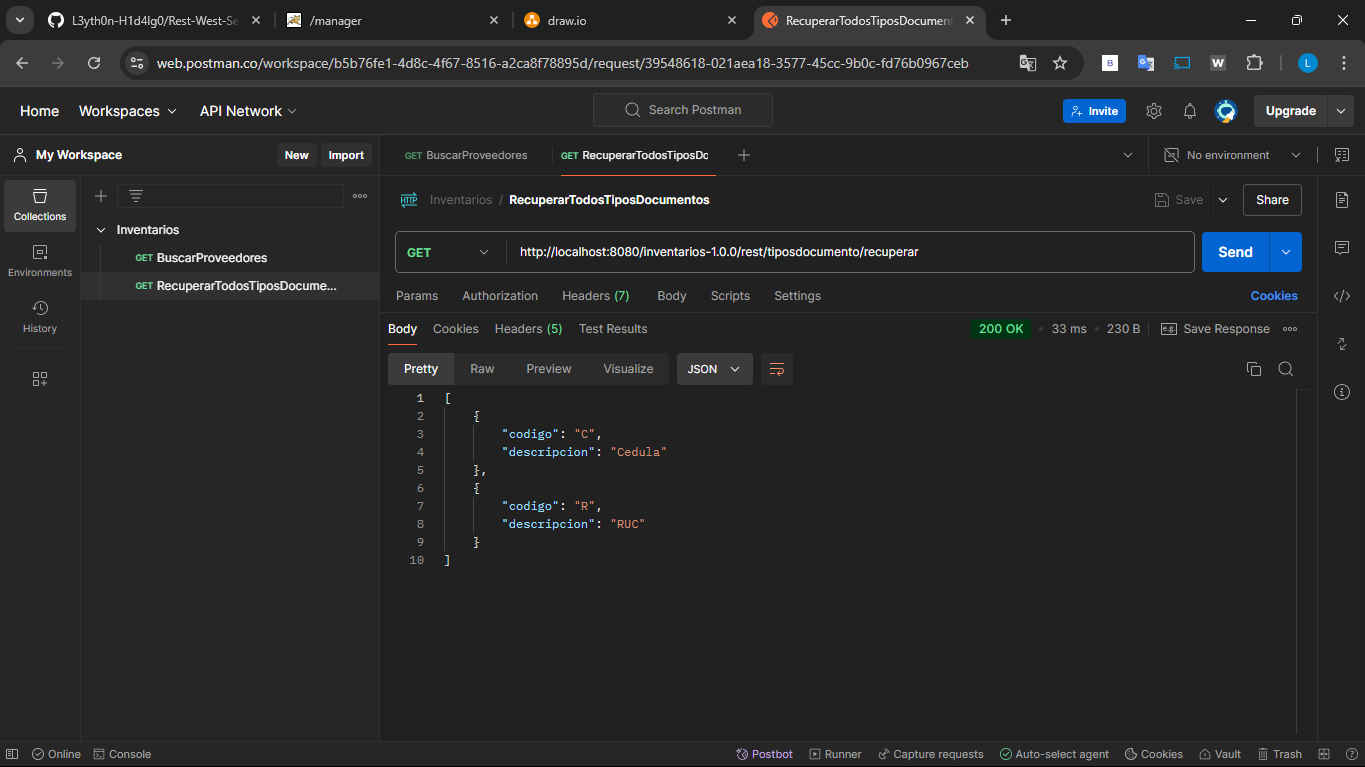 L3yth0n-H1d4lg0/Rest-West-Se
/manager
draw.io
RecuperarTodosTiposDocument
web.postman.co/workspace/b5b76fe1-4d8c-4f67-8516-a2ca8f78895d/request/39548618-021aea18-3577-45cc-9b0c-fd76b0967ceb
B
W
L
Home Workspaces API Network
Search Postman
Invite
Upgrade
My Workspace
New Import
GET BuscarProveedores
GET RecuperarTodosTiposDc
No environment
Collections
Environments
History
Inventarios
GET BuscarProveedores
GET RecuperarTodosTiposDocume...
HTTP Inventarios / RecuperarTodosTiposDocumentos
Save
Share
GET
http://localhost:8080/inventarios-1.0.0/rest/tiposdocumento/recuperar
Send
Params Authorization Headers (7) Body Scripts Settings
Cookies
Body Cookies Headers (5) Test Results
200 OK • 33 ms • 230 B
e.g. Save Response
Pretty Raw Preview Visualize JSON
1 [
2 {
3 "codigo": "C",
4 "descripcion": "Cedula"
5 },
6 {
7 "codigo": "R",
8 "descripcion": "RUC"
9 }
10 ]
Online Console
Postbot Runner Capture requests Auto-select agent Cookies Vault Trash